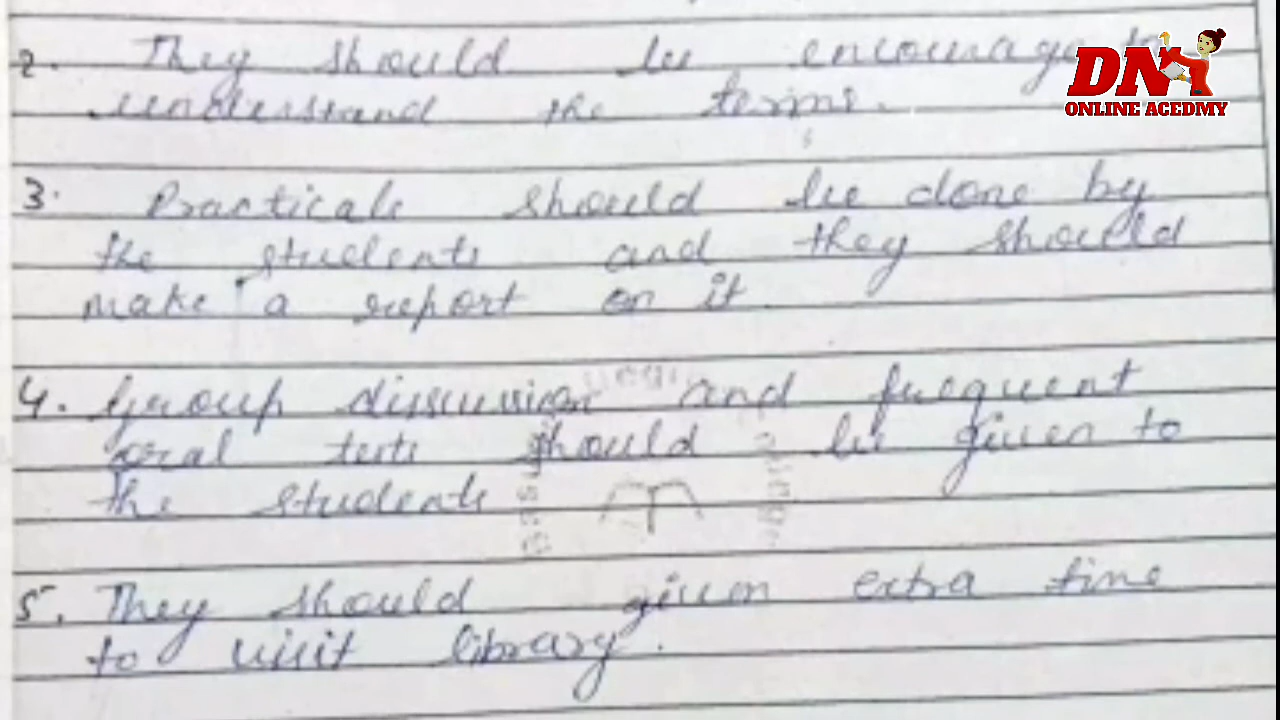 2. They should be encourage to
understand the terms.
3. Practicals should be done by
the students and they should
make a report on it.
4. Group discussion and frequent
oral tests should be given to
the students
5. They should given extra time
to visit library.
DN
ONLINE ACEDMY